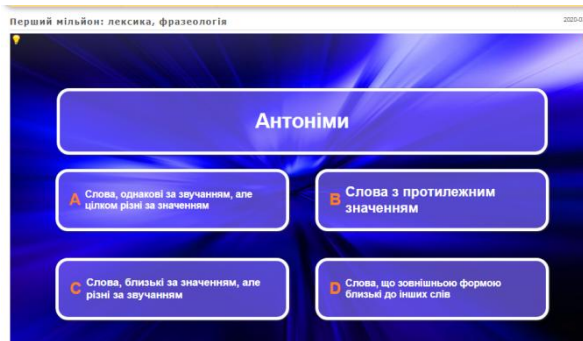 Перший мільйон: лексика, фразеологія
2020-0
Антоніми
A Слова, однакові за звучанням, але
цілком різні за значенням
B Слова з протилежним
значенням
C Слова, близькі за значенням, але
різні за звучанням
D Слова, що зовнішньою формою
близькі до інших слів